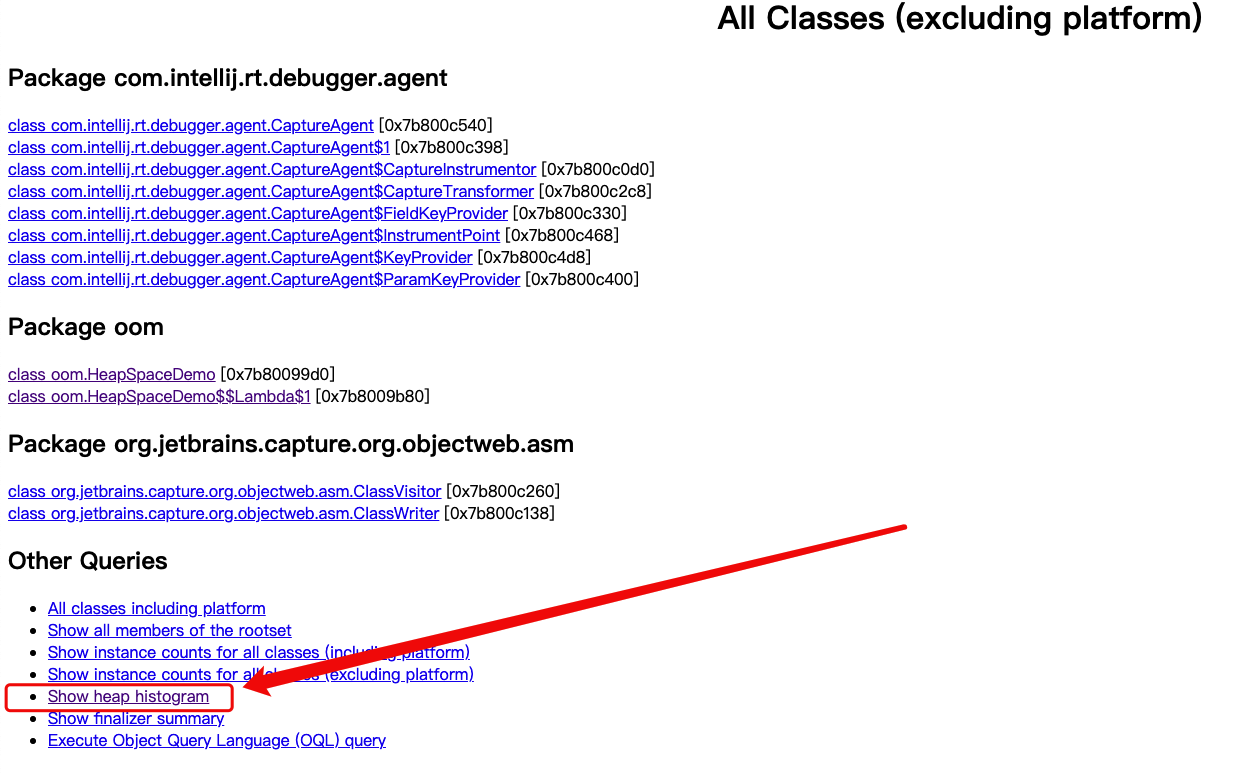 All Classes (excluding platform)
Package com.intellij.rt.debugger.agent
class com.intellij.rt.debugger.agent.CaptureAgent [0x7b800c540]
class com.intellij.rt.debugger.agent.CaptureAgent$1 [0x7b800c398]
class com.intellij.rt.debugger.agent.CaptureAgent$CaptureInstrumentor [0x7b800c0d0]
class com.intellij.rt.debugger.agent.CaptureAgent$CaptureTransformer [0x7b800c2c8]
class com.intellij.rt.debugger.agent.CaptureAgent$FieldKeyProvider [0x7b800c330]
class com.intellij.rt.debugger.agent.CaptureAgent$InstrumentPoint [0x7b800c468]
class com.intellij.rt.debugger.agent.CaptureAgent$KeyProvider [0x7b800c4d8]
class com.intellij.rt.debugger.agent.CaptureAgent$ParamKeyProvider [0x7b800c400]
Package oom
class oom.HeapSpaceDemo [0x7b80099d0]
class oom.HeapSpaceDemo$$Lambda$1 [0x7b8009b80]
Package org.jetbrains.capture.org.objectweb.asm
class org.jetbrains.capture.org.objectweb.asm.ClassVisitor [0x7b800c260]
class org.jetbrains.capture.org.objectweb.asm.ClassWriter [0x7b800c138]
Other Queries
All classes including platform
Show all members of the rootset
Show instance counts for all classes (including platform)
Show instance counts for all classes (excluding platform)
Show heap histogram
Show finalizer summary
Execute Object Query Language (OQL) query